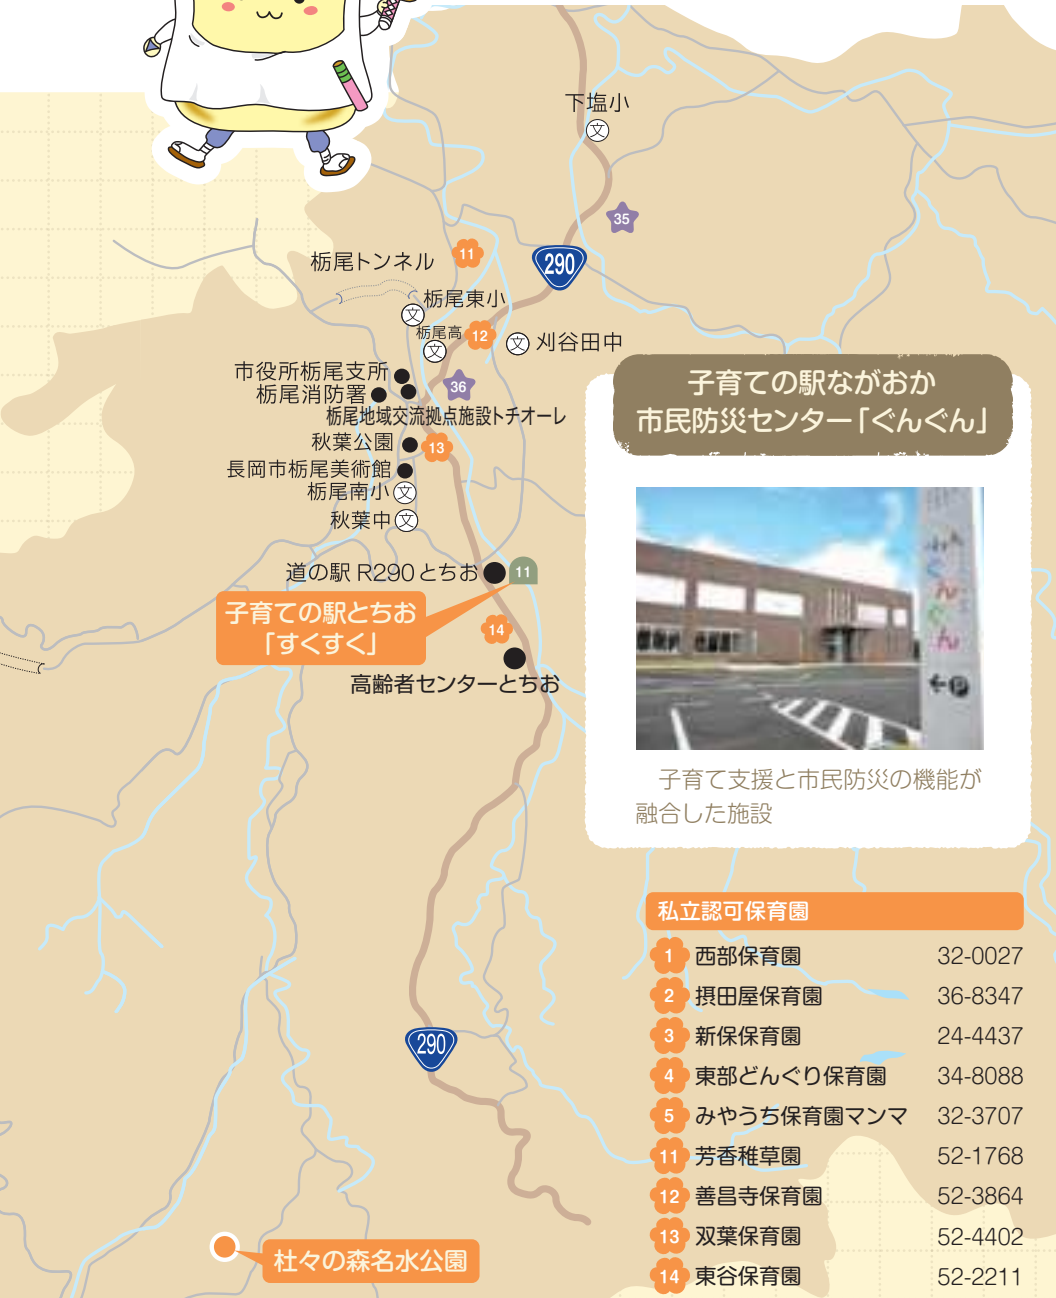 下塩小
文
35
290
11
栃尾トンネル
栃尾東小
文
栃尾高
文
12
文
刈谷田中
市役所栃尾支所
栃尾消防署
36
栃尾地域交流拠点施設トチオーレ
秋葉公園
13
長岡市栃尾美術館
栃尾南小
文
秋葉中
文
道の駅 R290 とちお
11
子育ての駅とちお
「すくすく」
14
高齢者センターとちお
290
杜々の森名水公園
子育ての駅ながおか
市民防災センター「ぐんぐん」
ぐんぐん
←P
子育て支援と市民防災の機能が
融合した施設
私立認可保育園
1 西部保育園 32-0027
2 摂田屋保育園 36-8347
3 新保保育園 24-4437
4 東部どんぐり保育園 34-8088
5 みやうち保育園マンマ 32-3707
11 芳香稚草園 52-1768
12 善昌寺保育園 52-3864
13 双葉保育園 52-4402
14 東谷保育園 52-2211